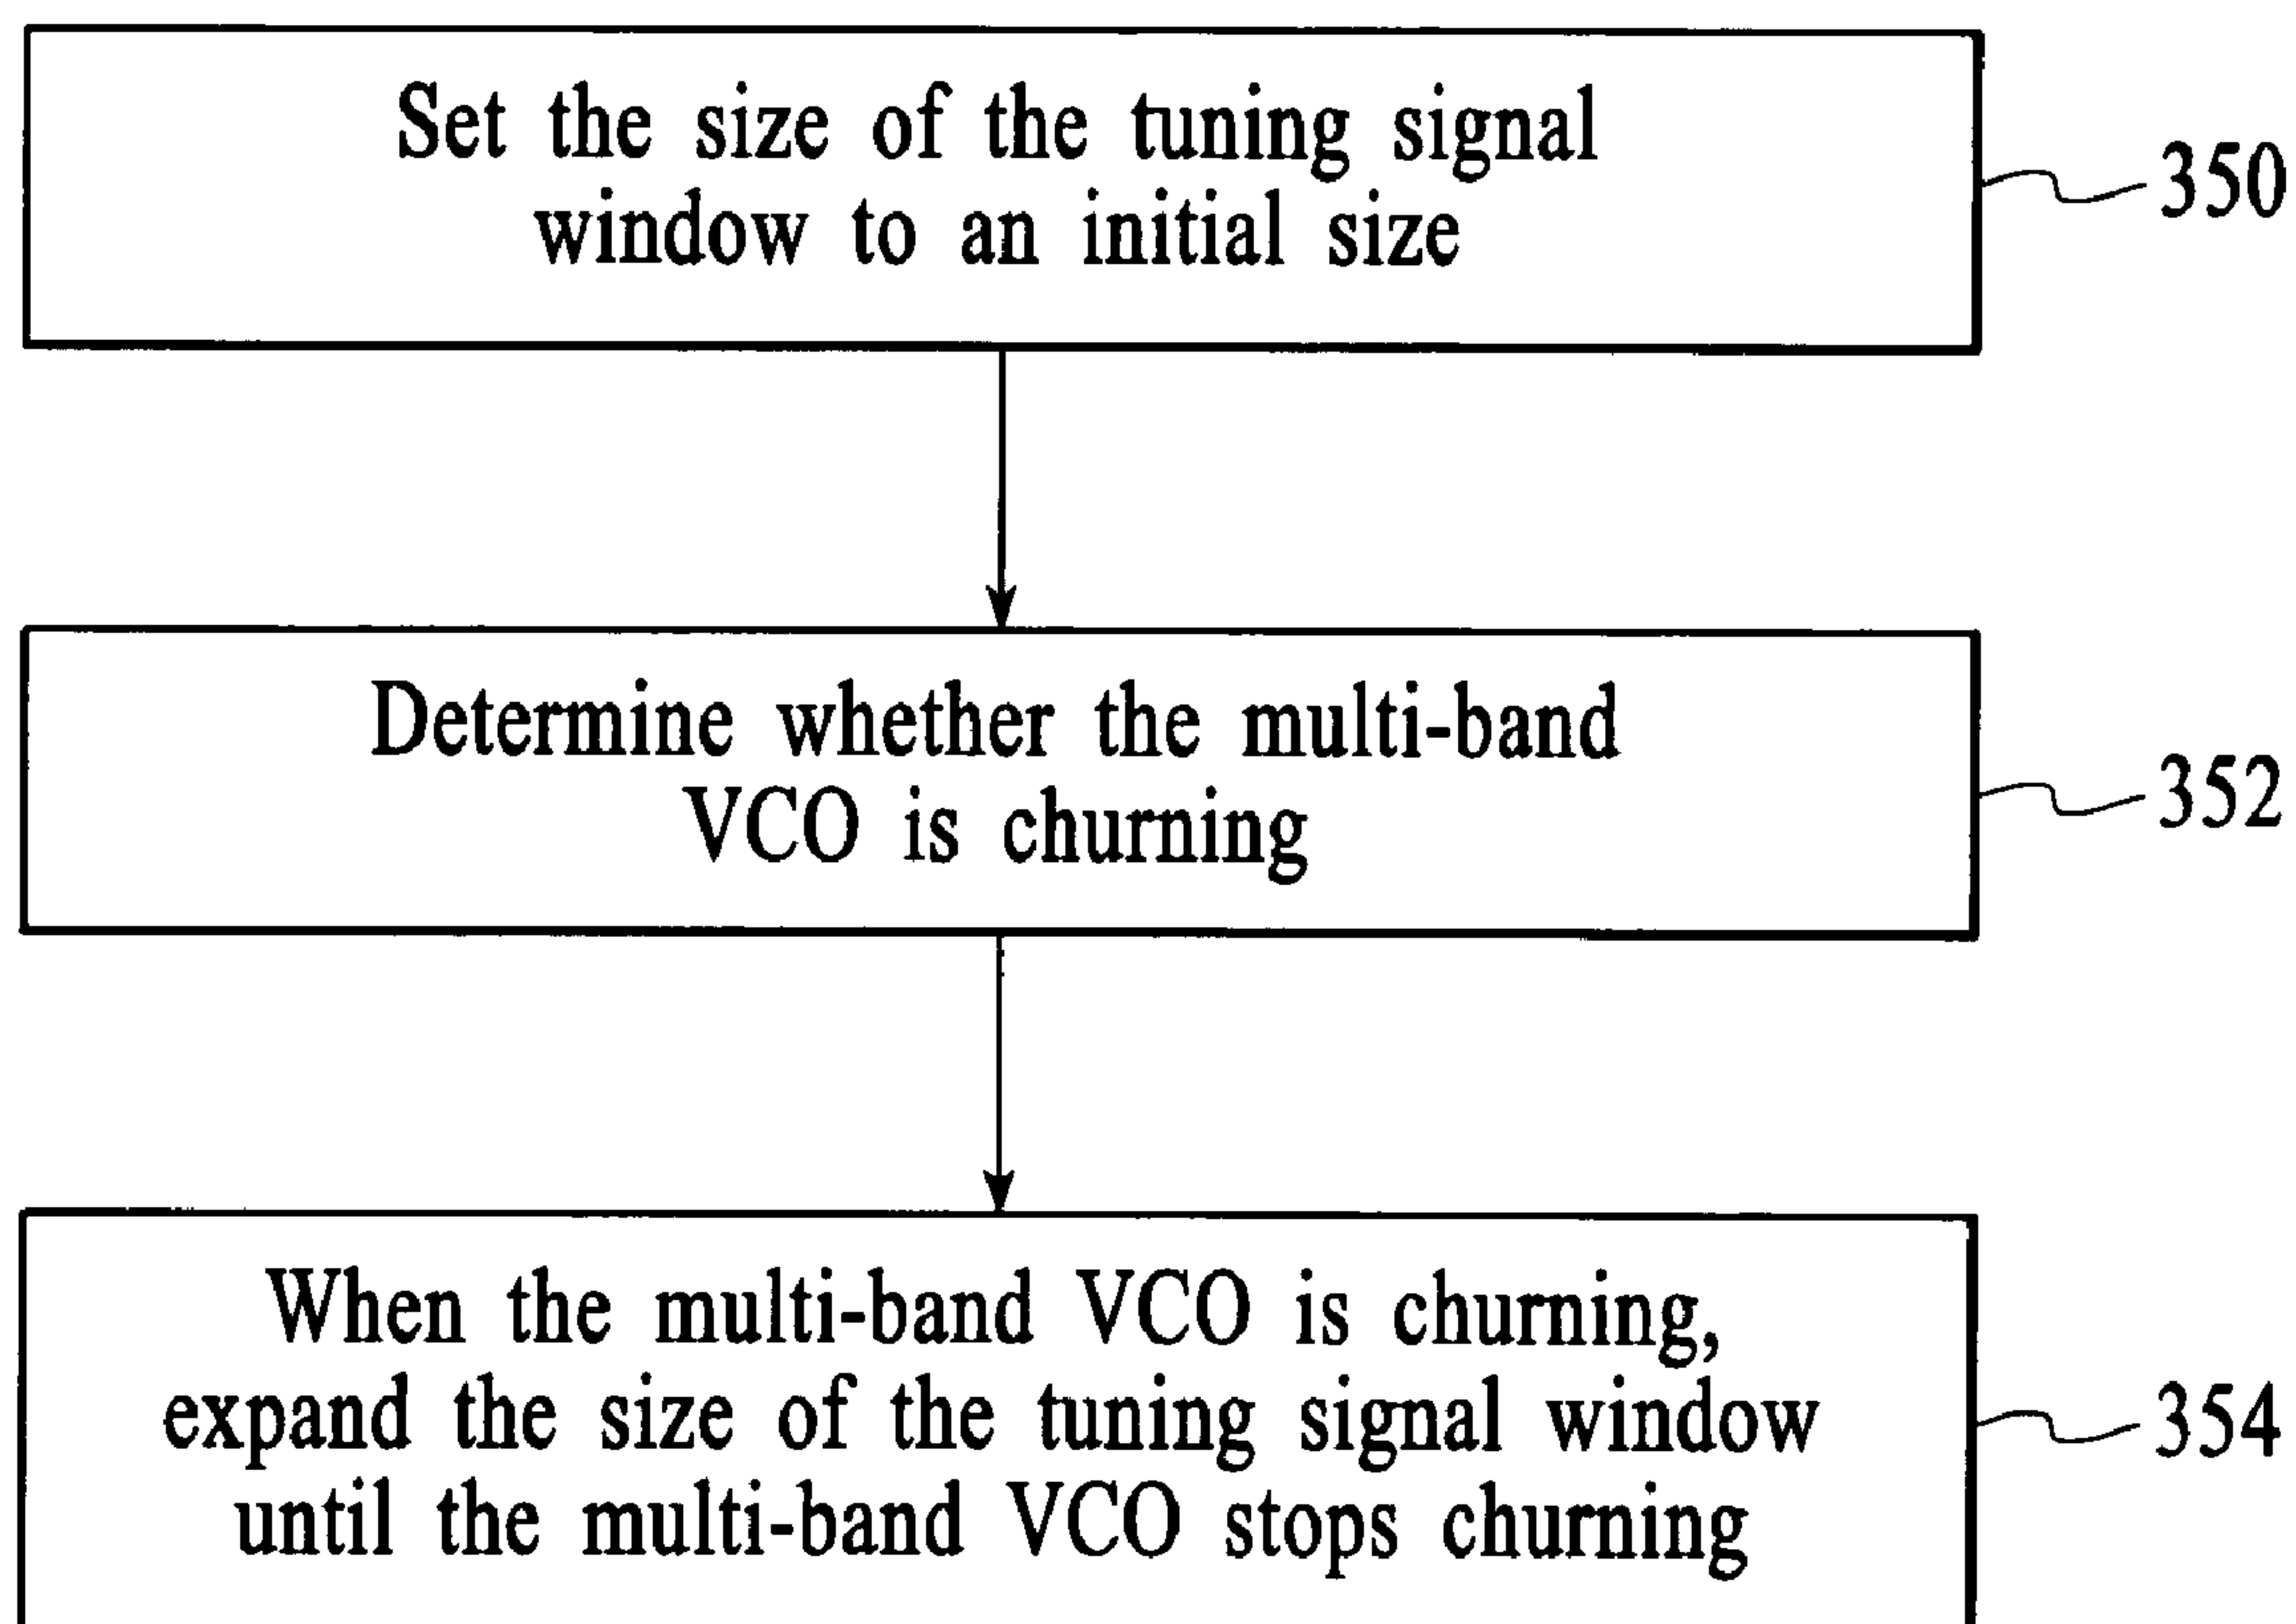 Set the size of the tuning signal
window to an initial size
350
Determine whether the multi-band
VCO is churning
352
When the multi-band VCO is churning,
expand the size of the tuning signal window
until the multi-band VCO stops churning
354